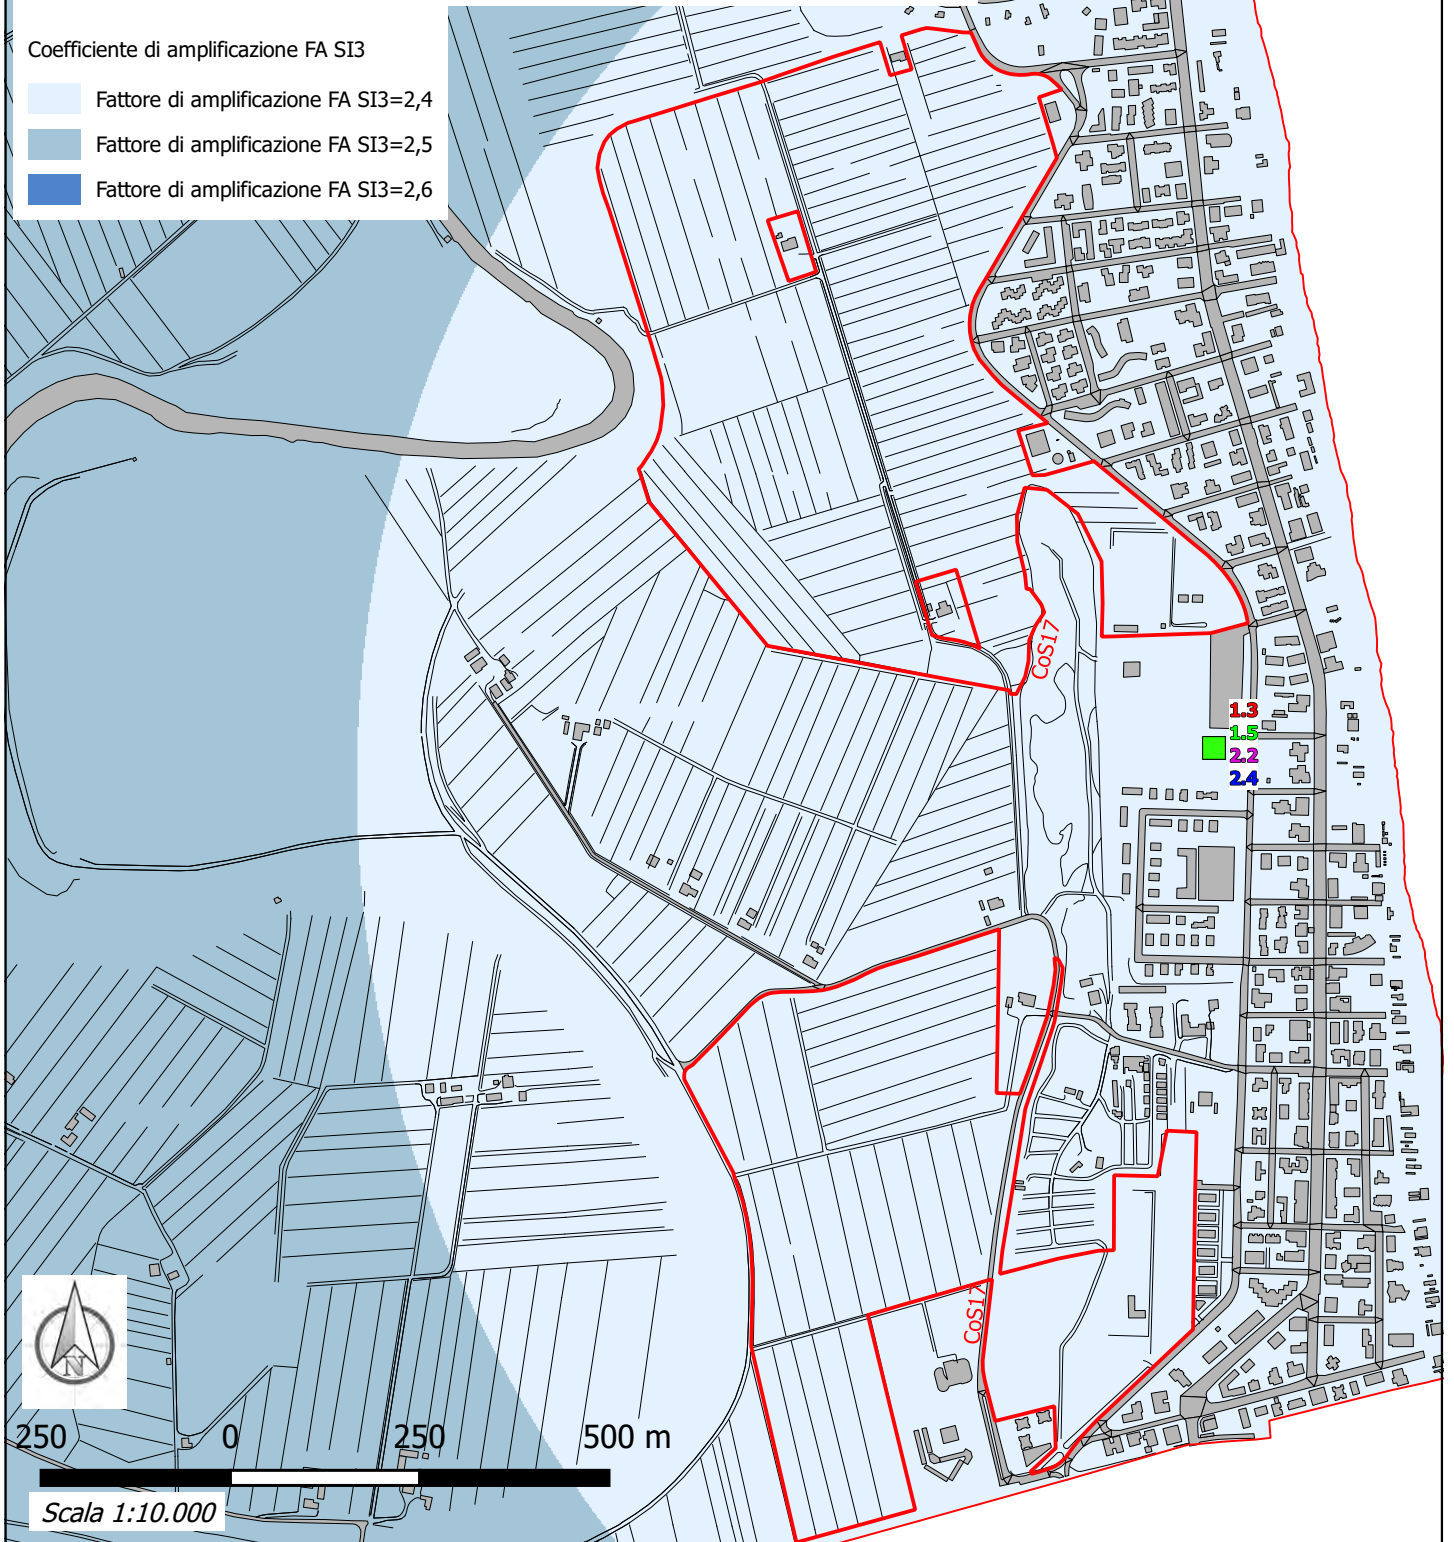 Coefficiente di amplificazione FA SI3
Fattore di amplificazione FA SI3=2,4
Fattore di amplificazione FA SI3=2,5
Fattore di amplificazione FA SI3=2,6
CoS17
1.3
1.5
2.2
2.4
CoS17
N
250 0 250 500 m
Scala 1:10.000